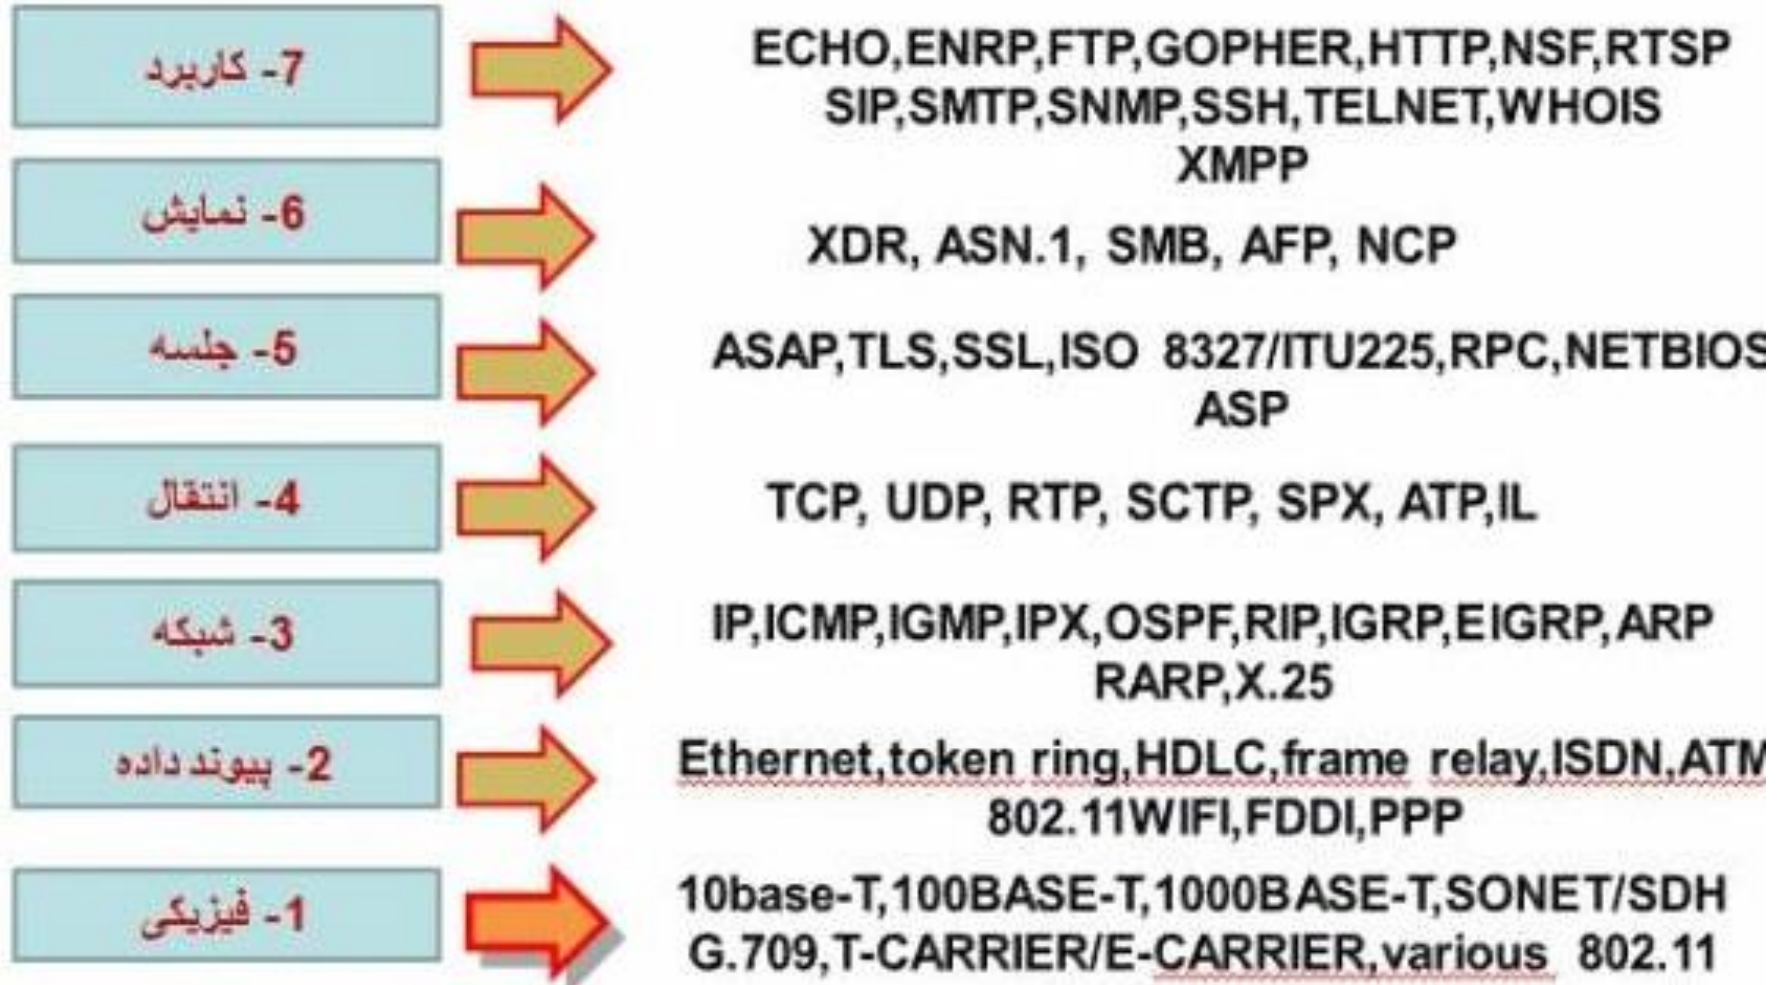 7- کاربرد
ECHO,ENRP,FTP,GOPHER,HTTP,NSF,RTSP
SIP,SMTP,SNMP,SSH,TELNET,WHOIS
XMPP
6- نمایش
XDR, ASN.1, SMB, AFP, NCP
5- جلسه
ASAP,TLS,SSL,ISO 8327/ITU225,RPC,NETBIOS
ASP
4- انتقال
TCP, UDP, RTP, SCTP, SPX, ATP,IL
3- شبکه
IP,ICMP,IGMP,IPX,OSPF,RIP,IGRP,EIGRP,ARP
RARP,X.25
2- پیوند داده
Ethernet,token ring,HDLC,frame relay,ISDN,ATM
802.11WIFI,FDDI,PPP
1- فیزیکی
10base-T,100BASE-T,1000BASE-T,SONET/SDH
G.709,T-CARRIER/E-CARRIER,various 802.11